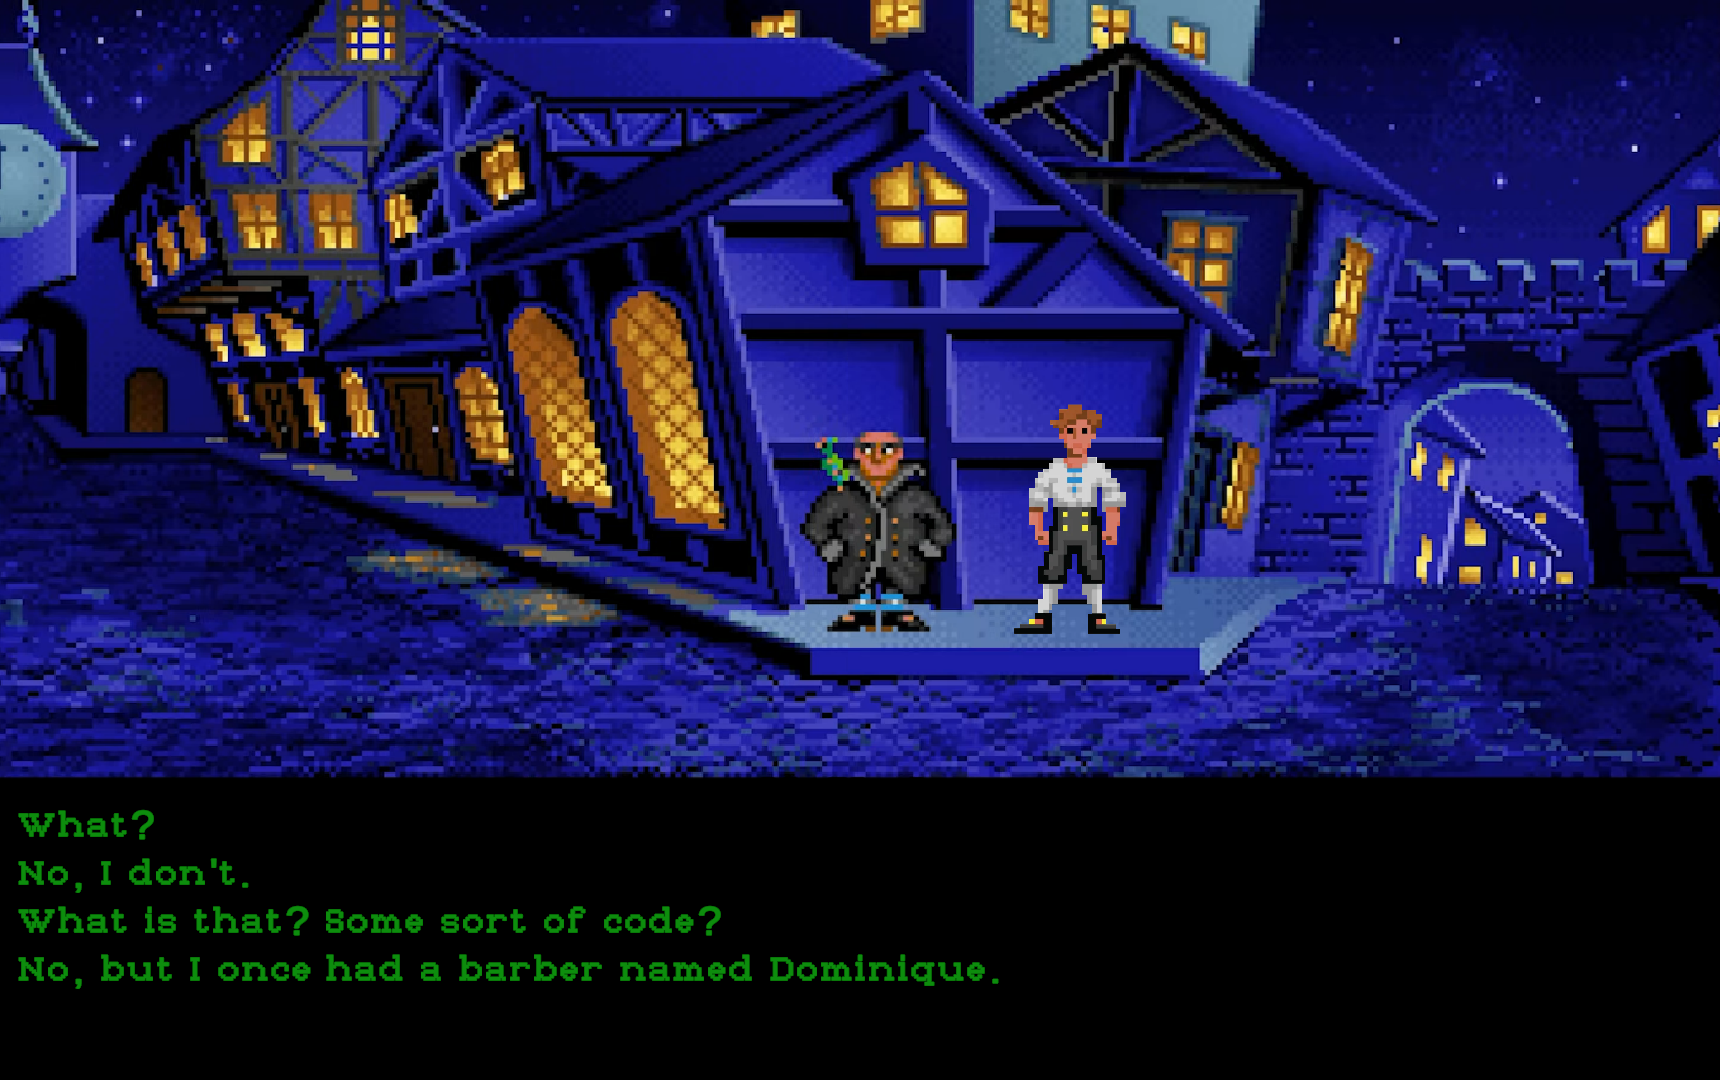 What?
No, I don't.
What is that? Some sort of code?
No, but I once had a barber named Dominique.